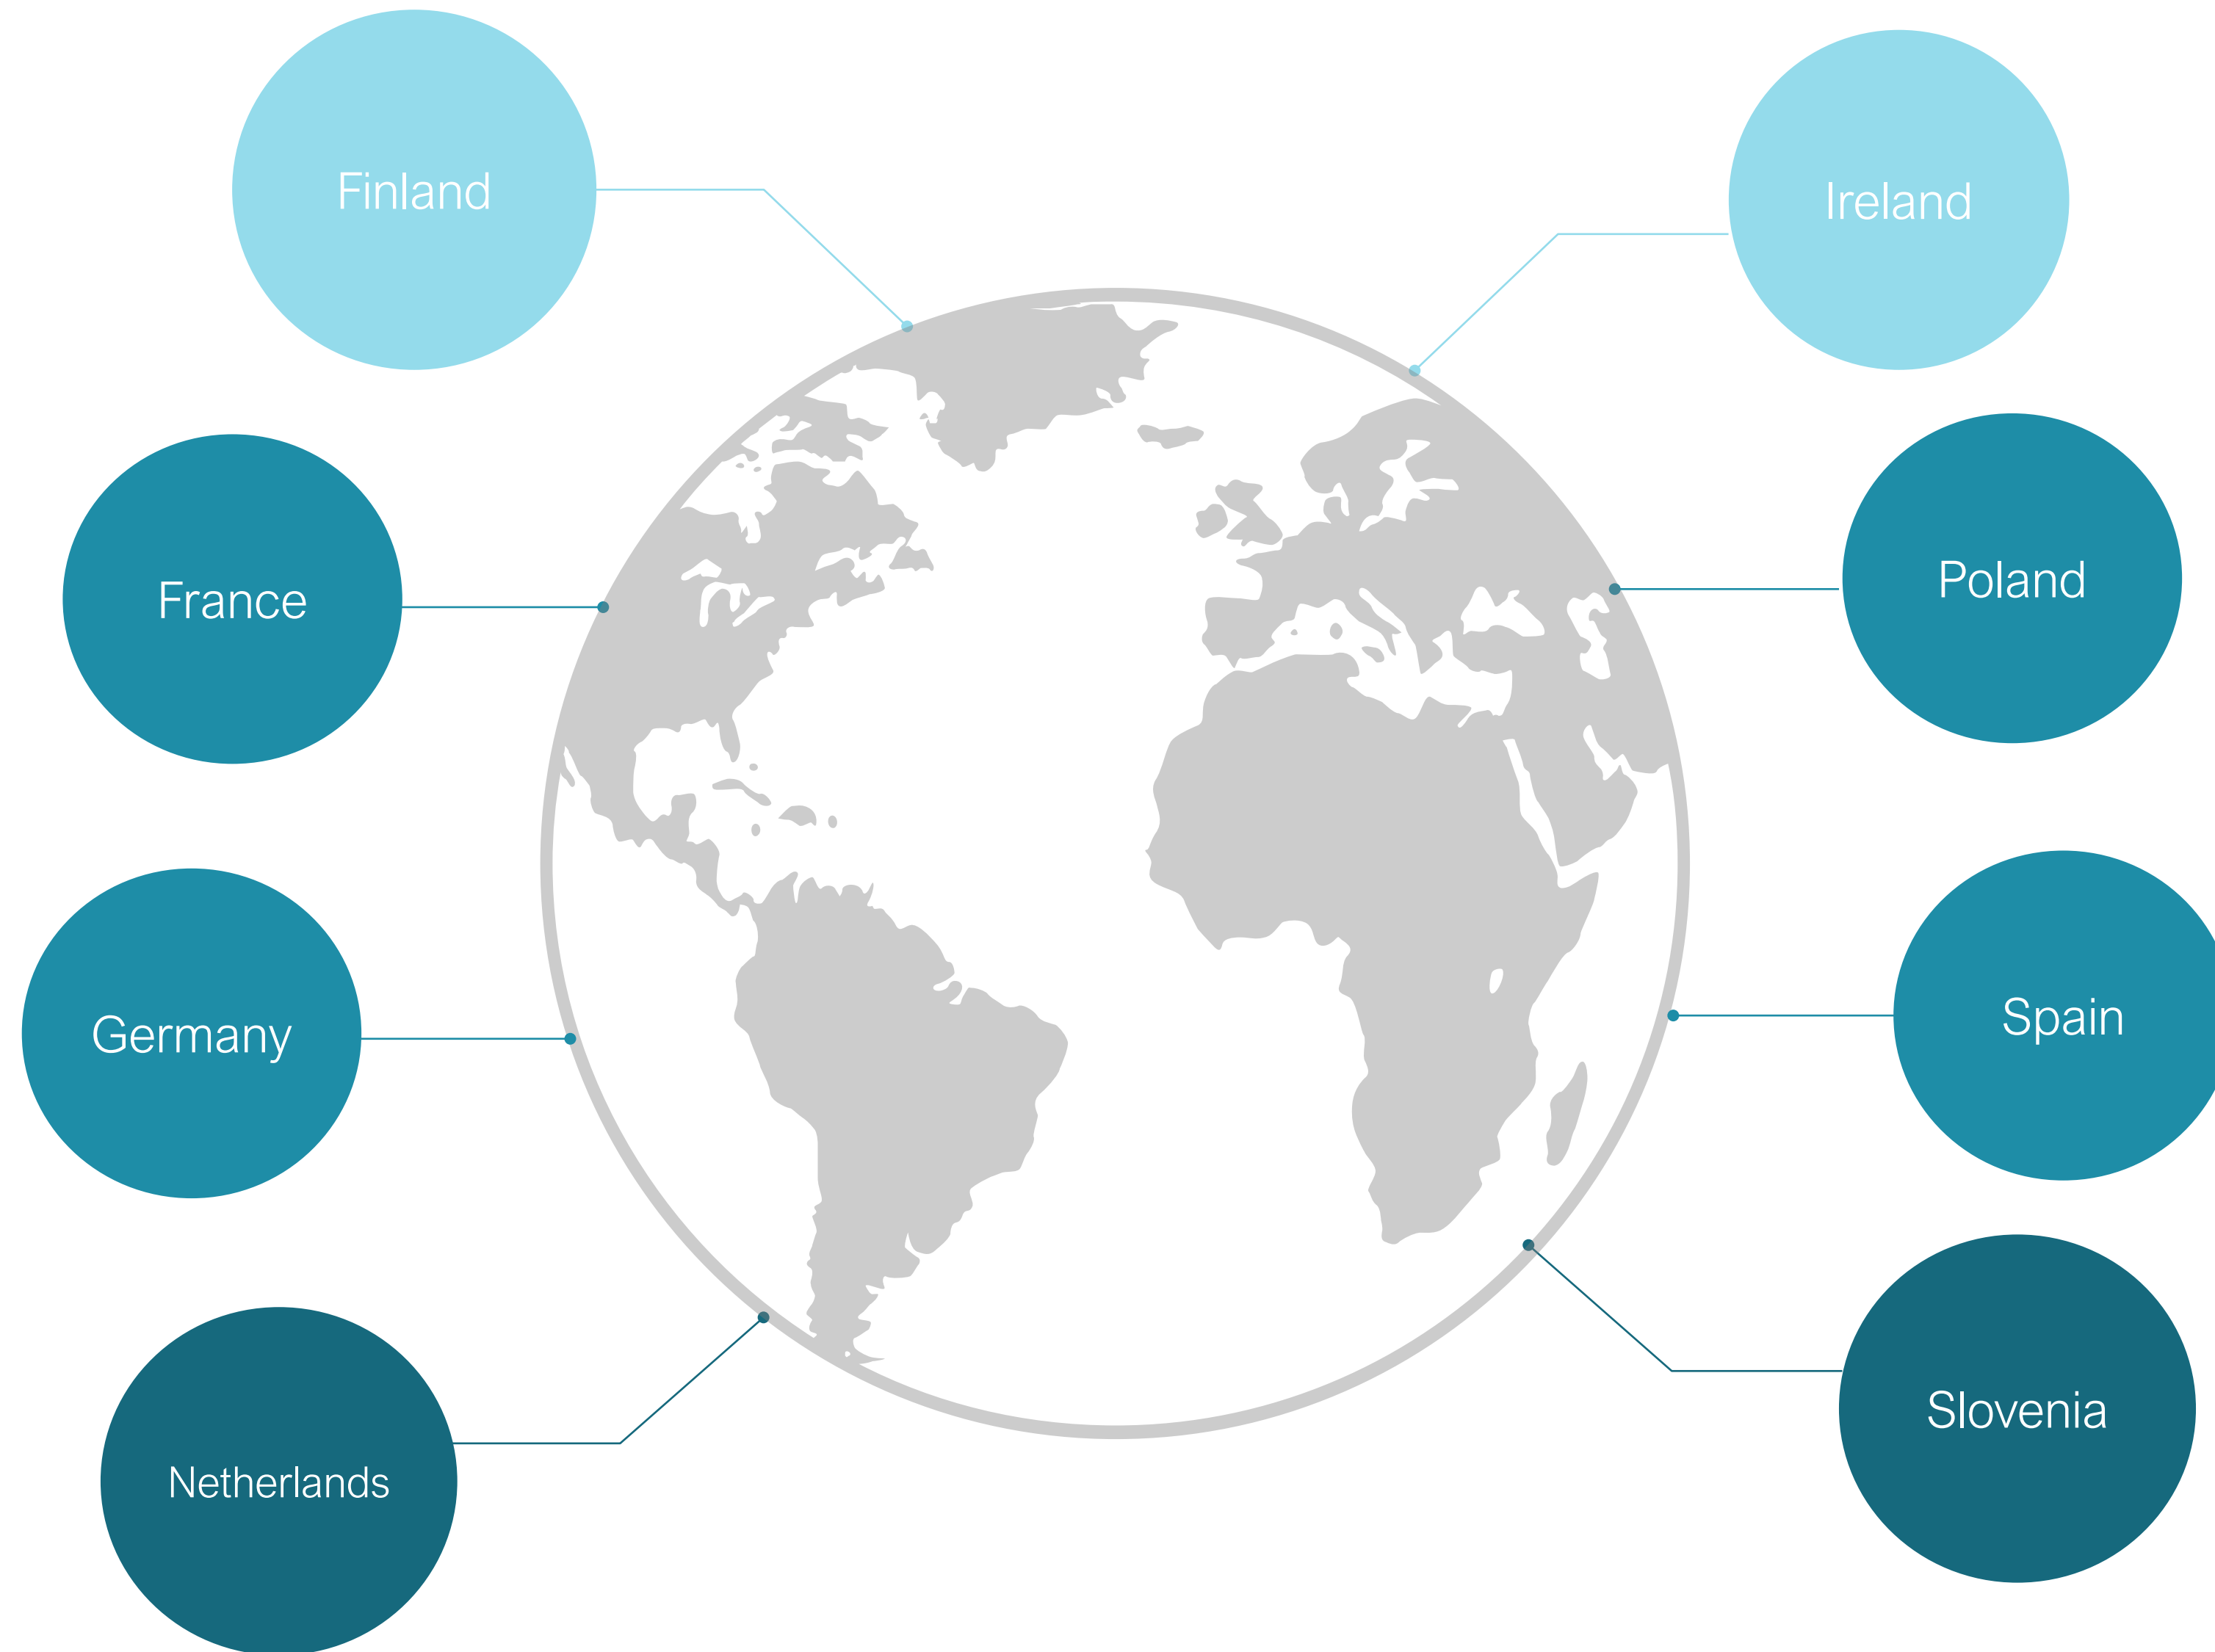 Finland
Ireland
France
Poland
Germany
Spain
Netherlands
Slovenia